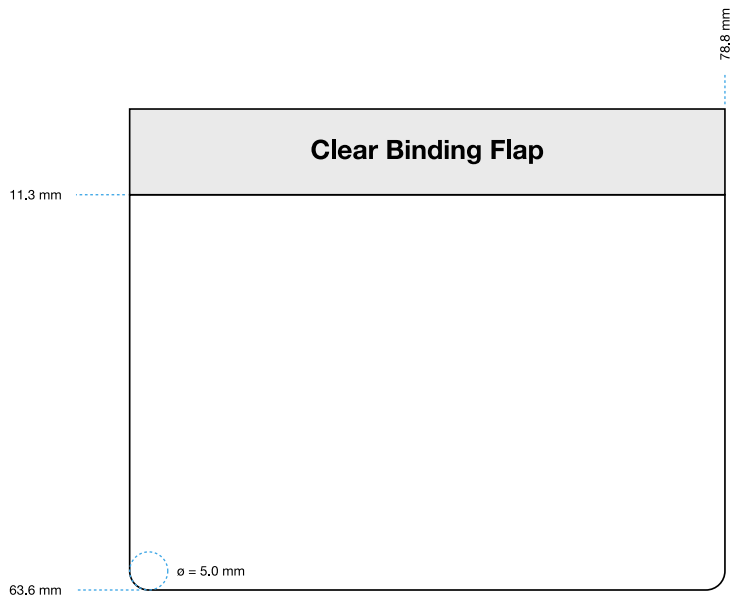 78.8 mm
Clear Binding Flap
11.3 mm
ø = 5.0 mm
63.6 mm